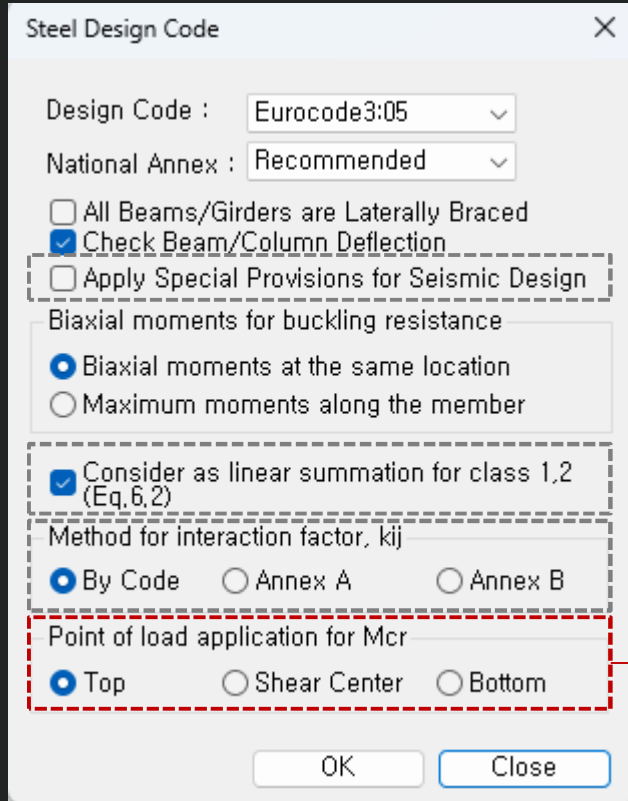 Steel Design Code
Design Code : Eurocode3:05
National Annex : Recommended
All Beams/Girders are Laterally Braced
Check Beam/Column Deflection
Apply Special Provisions for Seismic Design
Biaxial moments for buckling resistance
Biaxial moments at the same location
Maximum moments along the member
Consider as linear summation for class 1,2
(Eq,6,2)
Method for interaction factor, kij
By Code Annex A Annex B
Point of load application for Mcr
Top Shear Center Bottom
OK Close